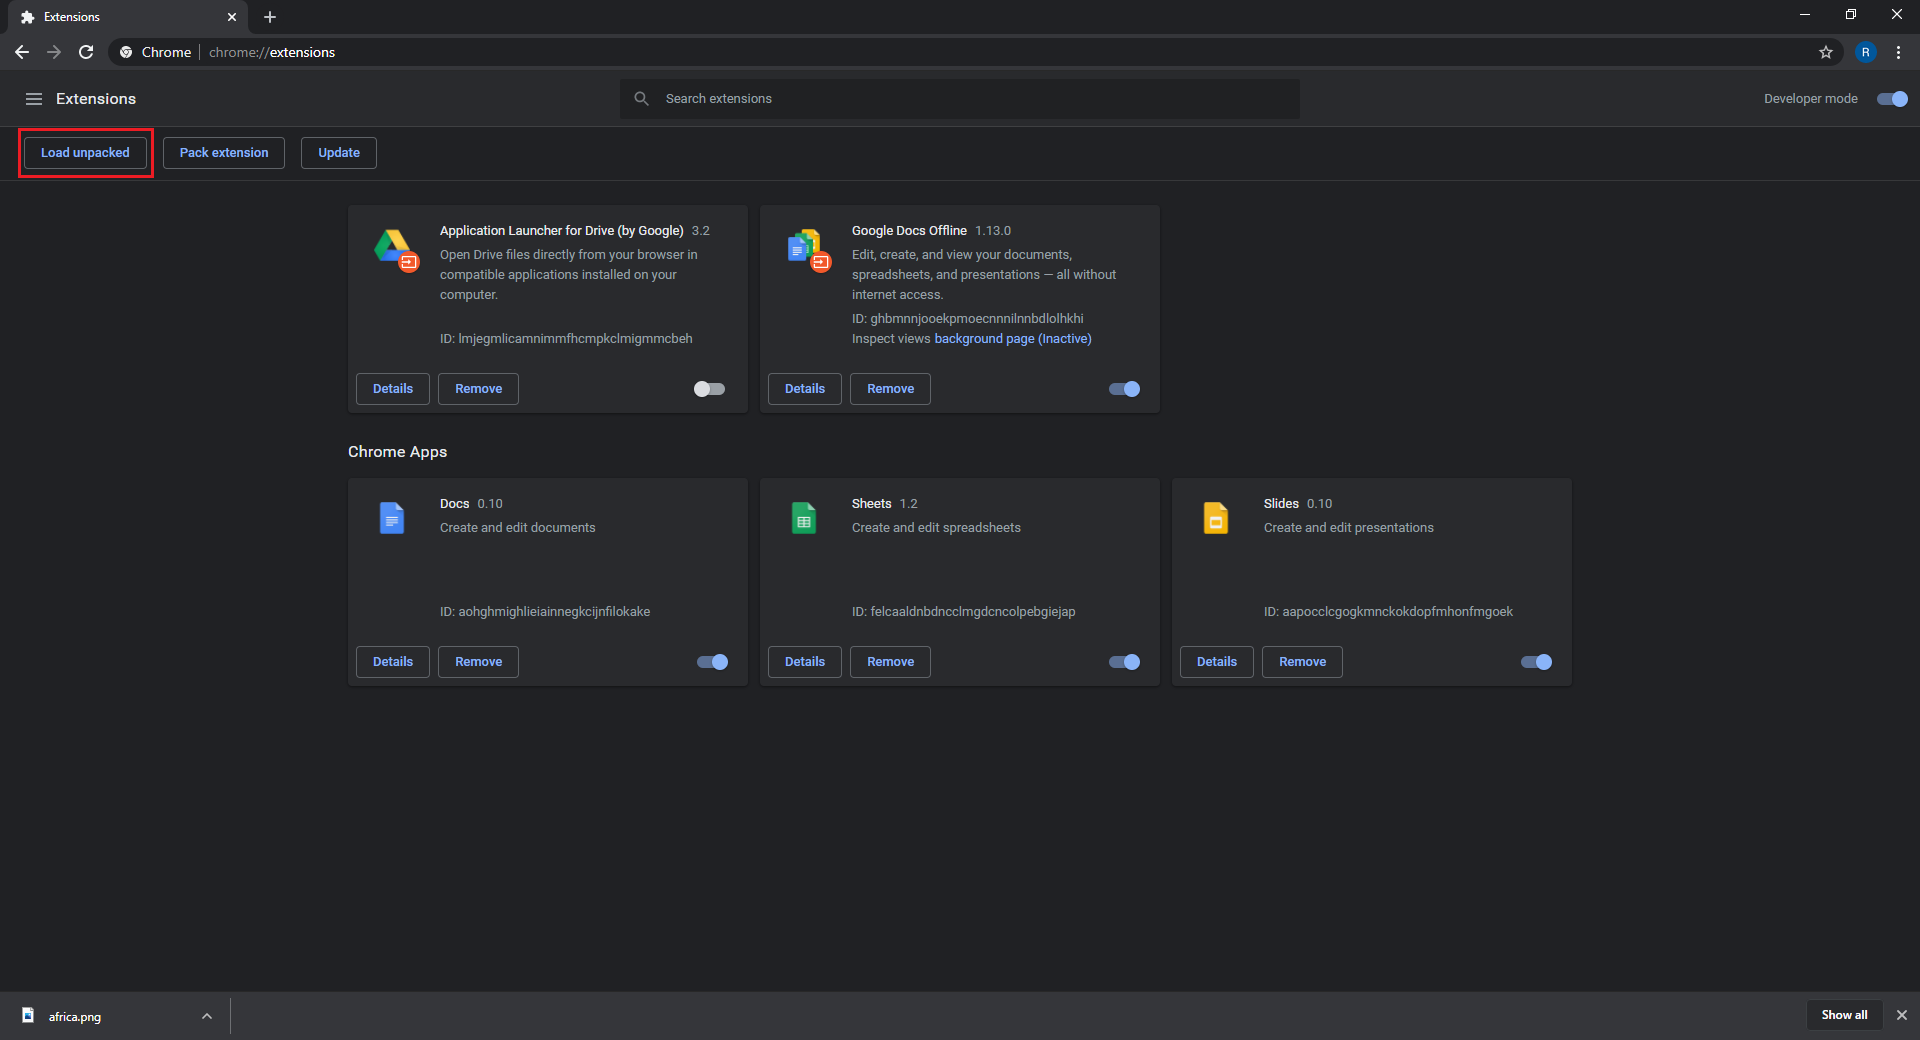 Extensions
Chrome chrome://extensions
R
Extensions
Search extensions
Developer mode
Load unpacked
Pack extension
Update
Application Launcher for Drive (by Google) 3.2
Open Drive files directly from your browser in
compatible applications installed on your
computer.
ID: lmjegmlicamnimmfhcmpkclmigmmcbeh
Details
Remove
Google Docs Offline 1.13.0
Edit, create, and view your documents,
spreadsheets, and presentations — all without
internet access.
ID: ghbmnnjooekpmoecnnnilnnbdlolhkhi
Inspect views background page (Inactive)
Details
Remove
Chrome Apps
Docs 0.10
Create and edit documents
ID: aohghmighlieiainnegkcijnfilokake
Details
Remove
Sheets 1.2
Create and edit spreadsheets
ID: felcaaldnbdncclmgdcncolpebgiejap
Details
Remove
Slides 0.10
Create and edit presentations
ID: aapocclcgogkmnckokdopfmhonfmgoek
Details
Remove
africa.png
Show all